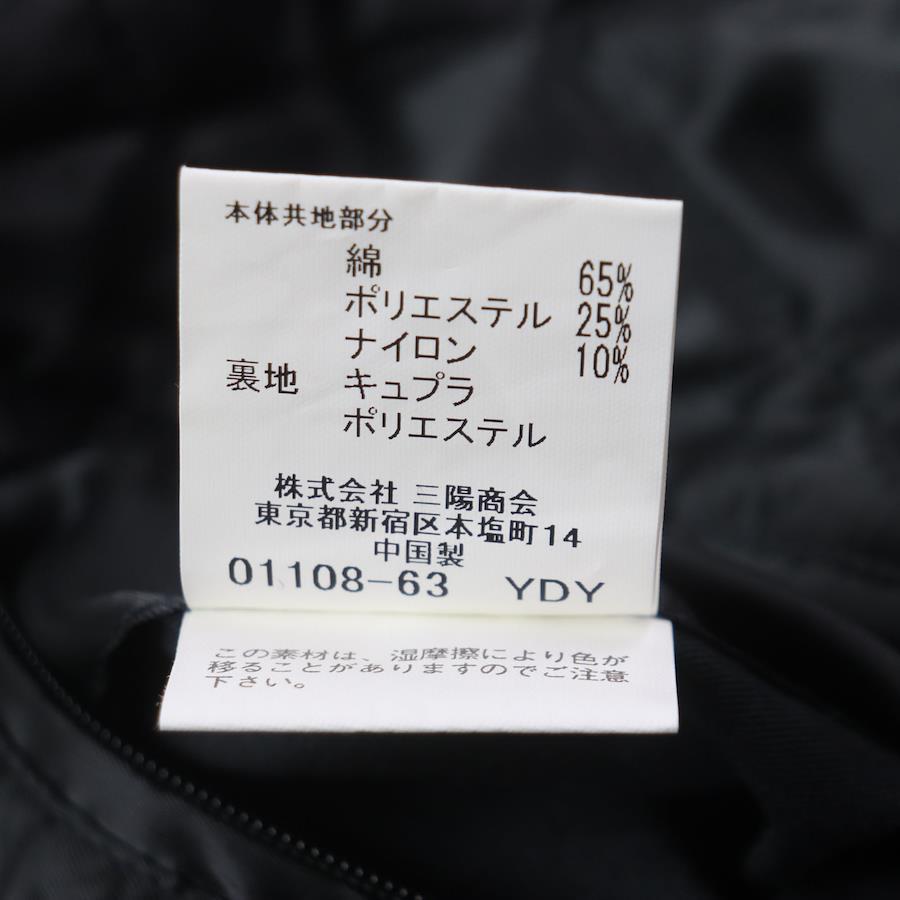 本体共地部分
綿 65%
ポリエステル 25%
ナイロン 10%
裏地 キュプラ
ポリエステル
株式会社 三陽商会
東京都新宿区本塩町14
中国製
01108-63 YDY
この素材は、湿摩擦により色が
移ることがありますのでご注意
下さい。